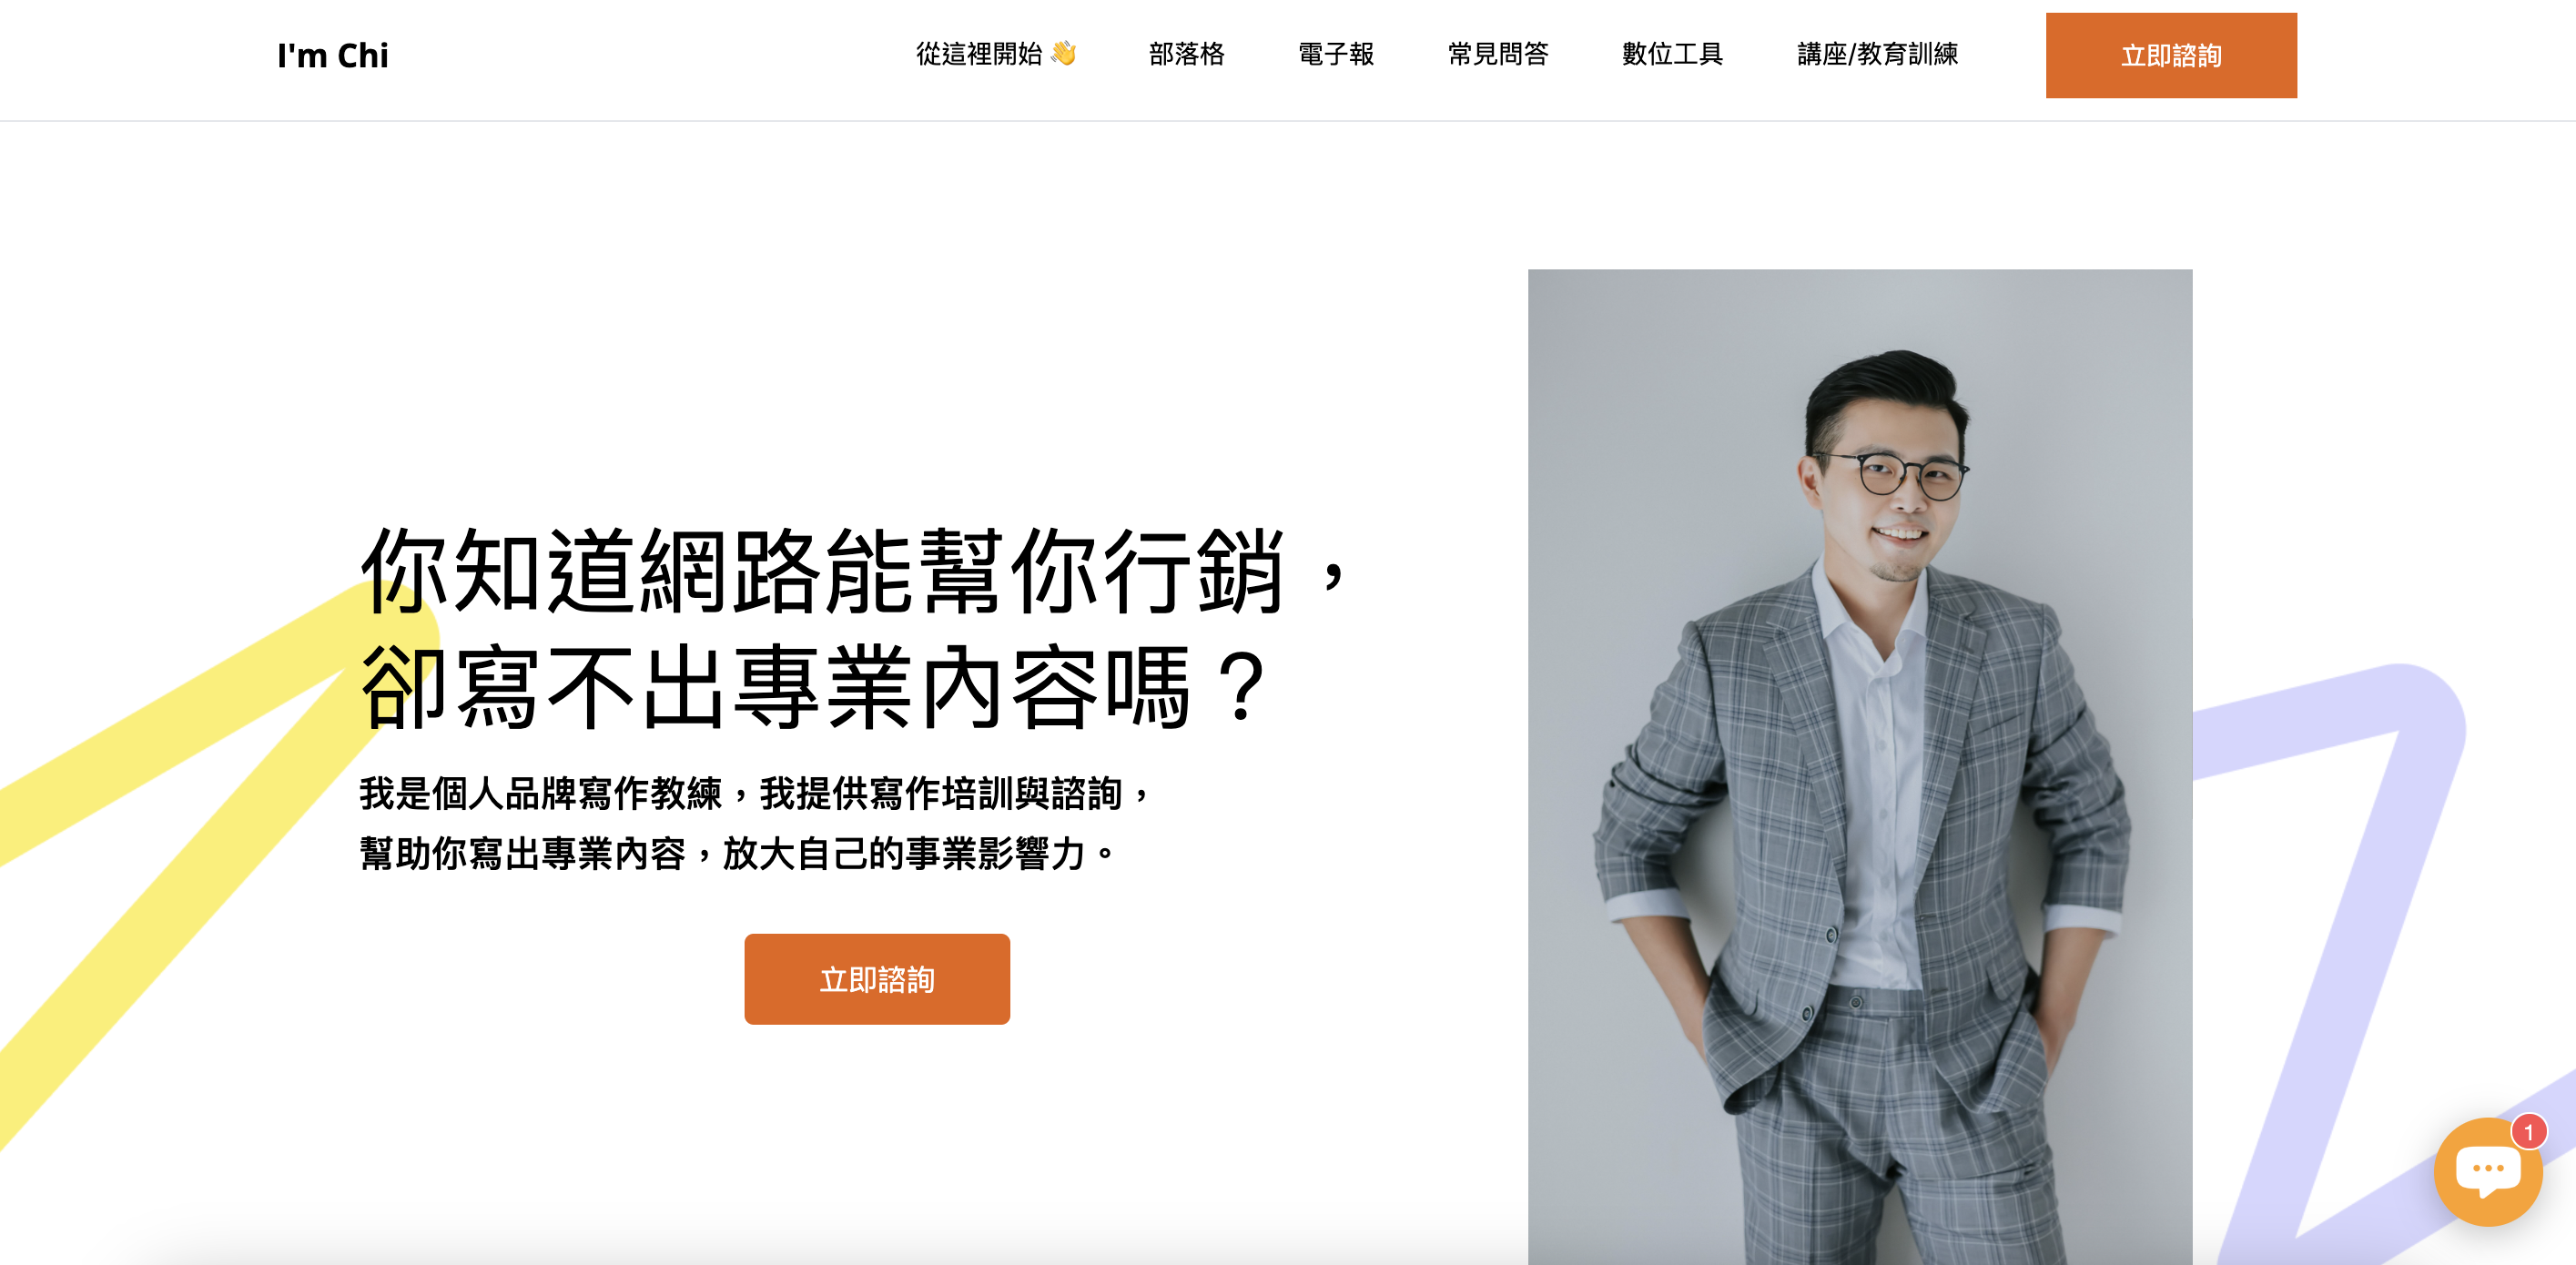 I'm Chi
從這裡開始 👋
部落格
電子報
常見問答
數位工具
講座/教育訓練
立即諮詢
你知道網路能幫你行銷，
卻寫不出專業內容嗎？
我是個人品牌寫作教練，我提供寫作培訓與諮詢，
幫助你寫出專業內容，放大自己的事業影響力。
立即諮詢
1